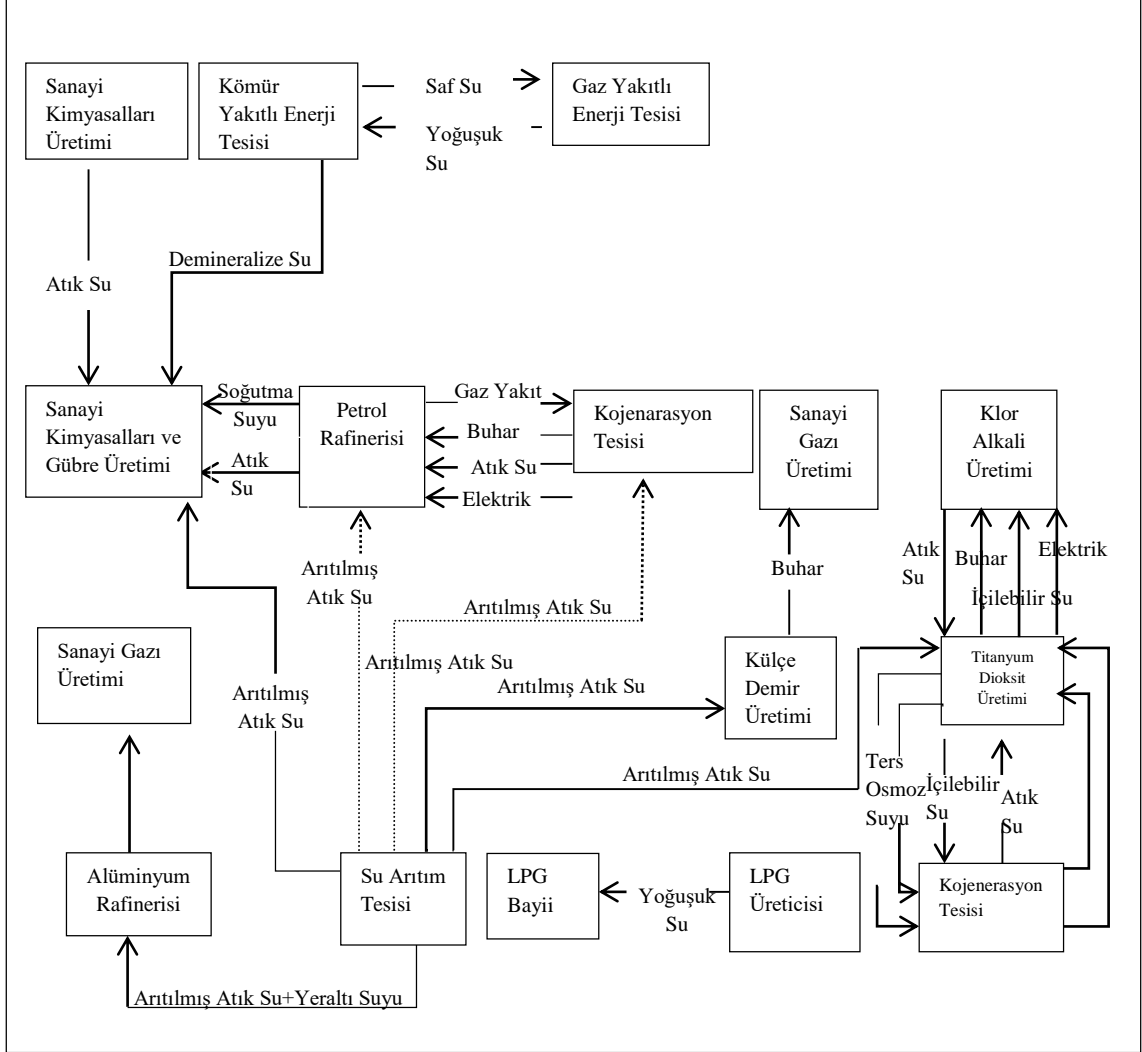 Sanayi
Kimyasalları
Üretimi
Kömür
Yakıtlı Enerji
Tesisi
Saf Su
Yoğuşuk
Su
Gaz Yakıtlı
Enerji Tesisi
Demineralize Su
Atık Su
Sanayi
Kimyasalları ve
Gübre Üretimi
Soğutma
Suyu
Atık
Su
Petrol
Rafinerisi
Gaz Yakıt
Buhar
Atık Su
Elektrik
Kojenarasyon
Tesisi
Sanayi
Gazı
Üretimi
Klor
Alkali
Üretimi
Atık
Su
Buhar
Elektrik
İçilebilir Su
Buhar
Arıtılmış
Atık Su
Arıtılmış Atık Su
Arıtılmış Atık Su
Arıtılmış Atık Su
Sanayi Gazı
Üretimi
Arıtılmış
Atık Su
Külçe
Demir
Üretimi
Titanyum
Dioksit
Üretimi
Arıtılmış Atık Su
Ters
Osmoz
Suyu
İçilebilir
Su
Atık
Su
Alüminyum
Rafinerisi
Su Arıtım
Tesisi
LPG
Bayii
Yoğuşuk
Su
LPG
Üreticisi
Kojenerasyon
Tesisi
Arıtılmış Atık Su+Yeraltı Suyu